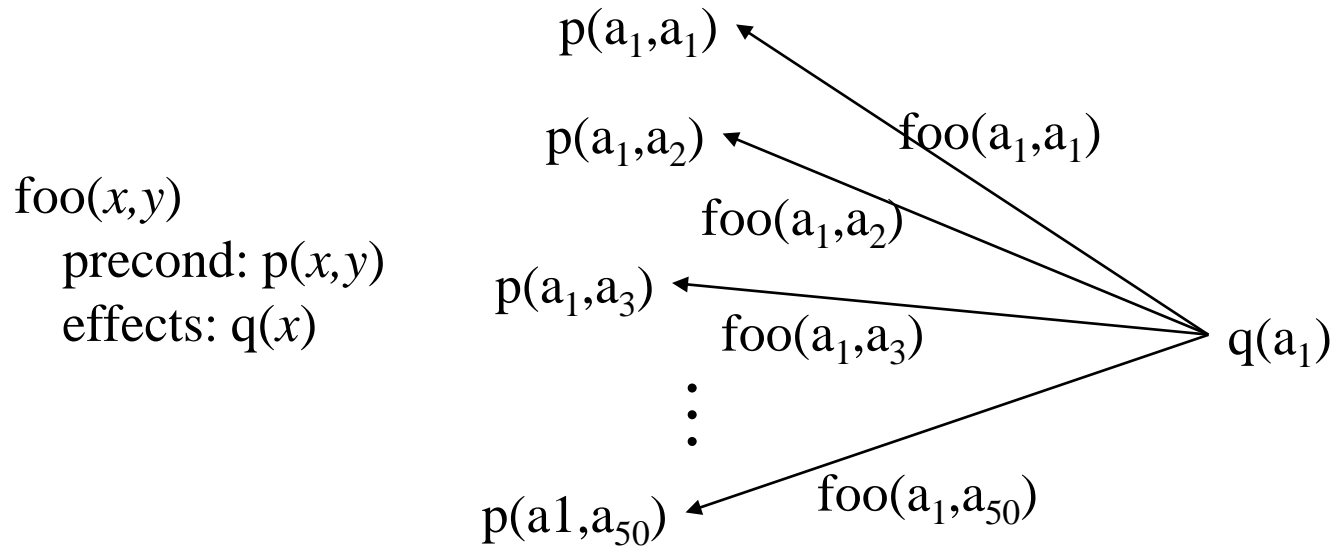 foo(x,y)
precond: p(x,y)
effects: q(x)
p(a₁,a₁)
foo(a₁,a₁)
p(a₁,a₂)
foo(a₁,a₂)
p(a₁,a₃)
foo(a₁,a₃)
q(a₁)
⋮
p(a1,a₅₀)
foo(a₁,a₅₀)